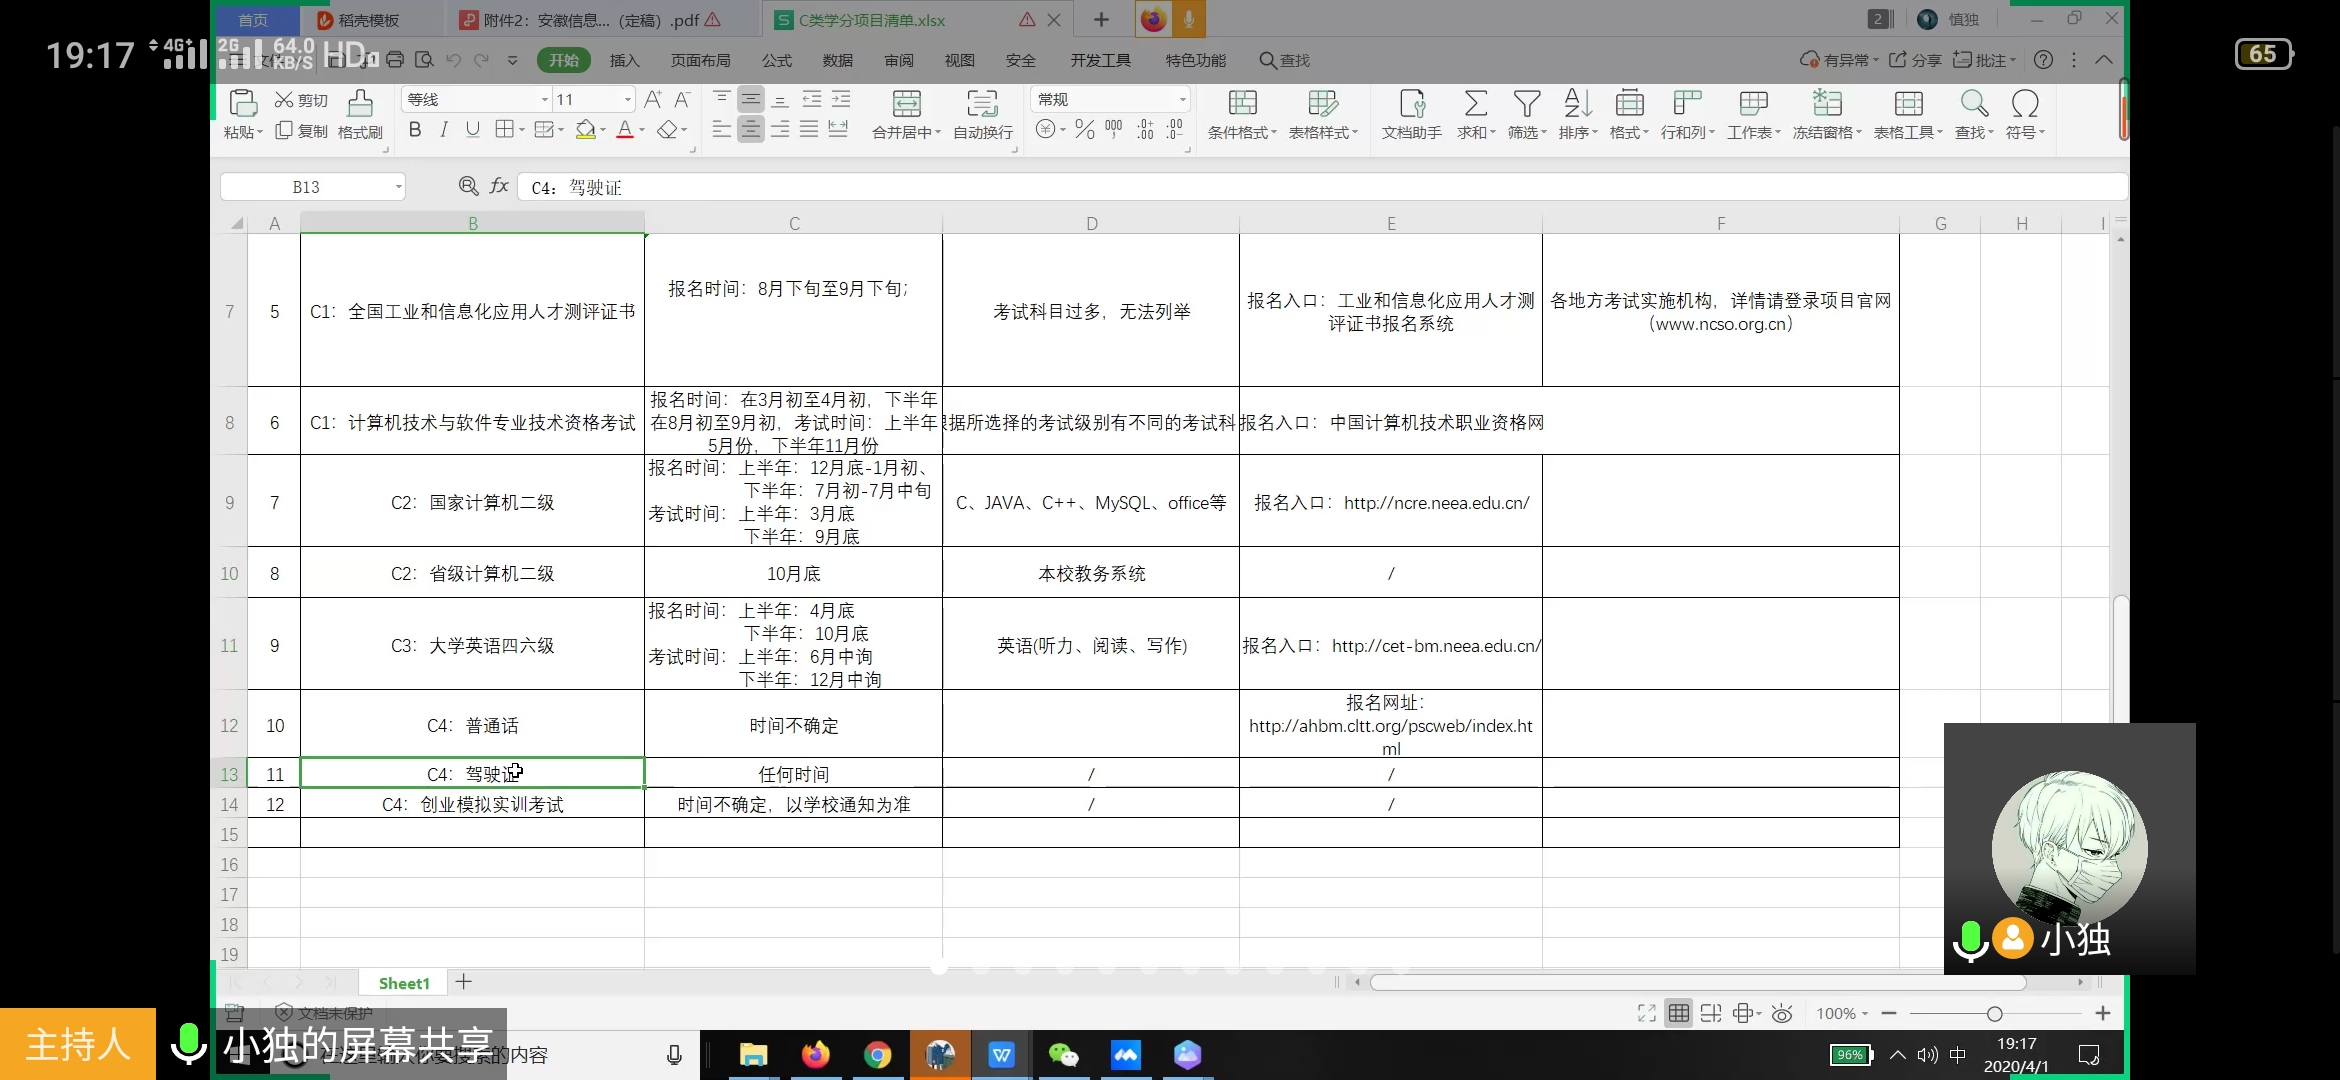 19:17 4G+ 2G 64.0 KB/S HD 65
首页 稻壳模板 附件2：安徽信息...（定稿）.pdf C类学分项目清单.xlsx 2 慎独
开始 插入 页面布局 公式 数据 审阅 视图 安全 开发工具 特色功能 查找 有异常 分享 批注
粘贴 剪切 复制 格式刷 等线 11 合并居中 自动换行 常规 条件格式 表格样式 文档助手 求和 筛选 排序 格式 行和列 工作表 冻结窗格 表格工具 查找 符号
B13 fx C4：驾驶证
A B C D E F G H I
7 5 C1：全国工业和信息化应用人才测评证书 报名时间：8月下旬至9月下旬； 考试科目过多，无法列举
报名入口：工业和信息化应用人才测
评证书报名系统
各地方考试实施机构，详情请登录项目官网
（www.ncso.org.cn）
8 6 C1：计算机技术与软件专业技术资格考试
报名时间：在3月初至4月初，下半年
在8月初至9月初，考试时间：上半年
5月份，下半年11月份
据所选择的考试级别有不同的考试科
报名入口：中国计算机技术职业资格网
9 7 C2：国家计算机二级
报名时间：上半年：12月底-1月初、
下半年：7月初-7月中旬
考试时间：上半年：3月底
下半年：9月底
C、JAVA、C++、MySQL、office等
报名入口：http://ncre.neea.edu.cn/
10 8 C2：省级计算机二级 10月底 本校教务系统 /
11 9 C3：大学英语四六级
报名时间：上半年：4月底
下半年：10月底
考试时间：上半年：6月中询
下半年：12月中询
英语(听力、阅读、写作)
报名入口：http://cet-bm.neea.edu.cn/
12 10 C4：普通话 时间不确定
报名网址：
http://ahbm.cltt.org/pscweb/index.ht
ml
13 11 C4：驾驶证 任何时间 / /
14 12 C4：创业模拟实训考试 时间不确定，以学校通知为准 / /
15
16
17
18
19
小独
Sheet1
文档未保护 100%
主持人 小独的屏幕共享 的内容
96% 中 19:17
2020/4/1